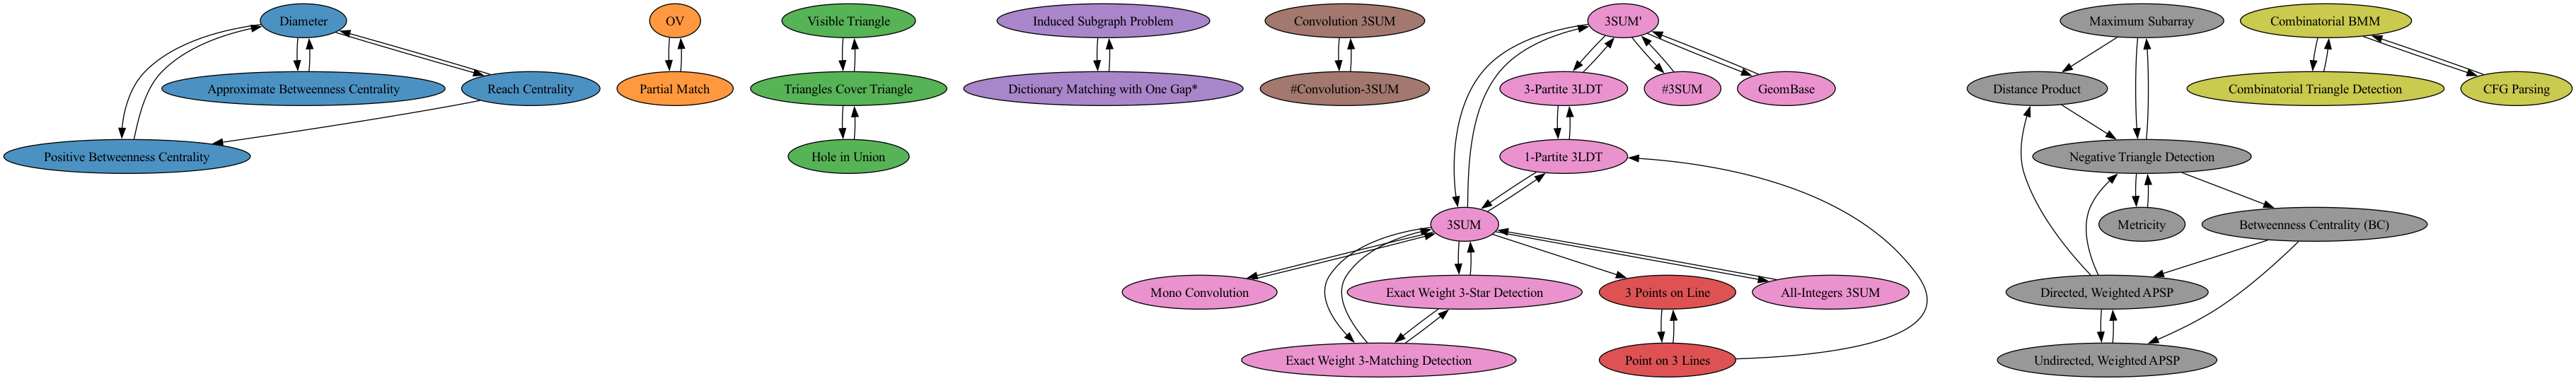 Diameter
Approximate Betweenness Centrality
Reach Centrality
Positive Betweenness Centrality
OV
Partial Match
Visible Triangle
Triangles Cover Triangle
Hole in Union
Induced Subgraph Problem
Dictionary Matching with One Gap*
Convolution 3SUM
#Convolution-3SUM
3SUM'
3-Partite 3LDT
#3SUM
GeomBase
1-Partite 3LDT
3SUM
Mono Convolution
Exact Weight 3-Star Detection
3 Points on Line
All-Integers 3SUM
Exact Weight 3-Matching Detection
Point on 3 Lines
Maximum Subarray
Distance Product
Negative Triangle Detection
Metricity
Betweenness Centrality (BC)
Directed, Weighted APSP
Undirected, Weighted APSP
Combinatorial BMM
Combinatorial Triangle Detection
CFG Parsing